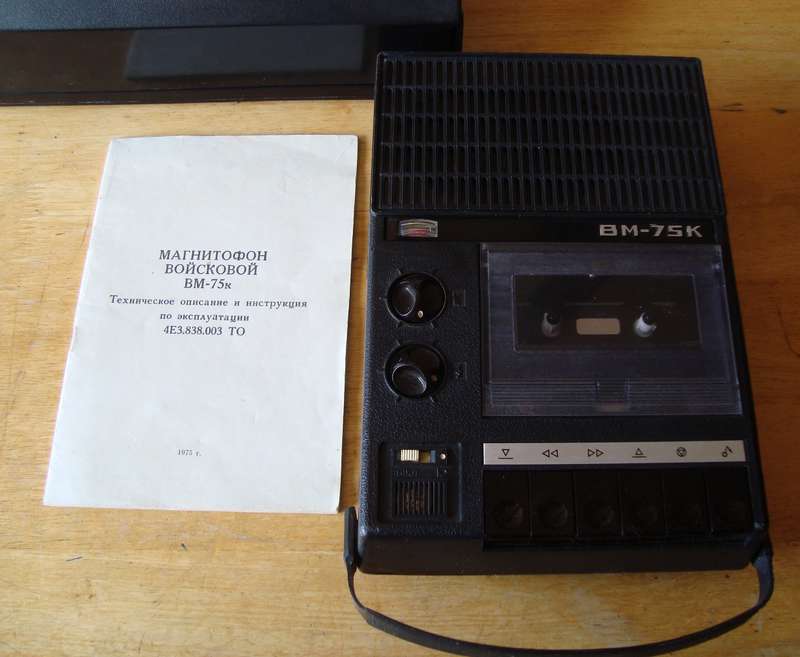 МАГНИТОФОН
ВОЙСКОВОЙ
ВМ-75к
Техническое описание и инструкция
по эксплуатации
4Е3.838.003 ТО
1975 г.
ВМ-75К